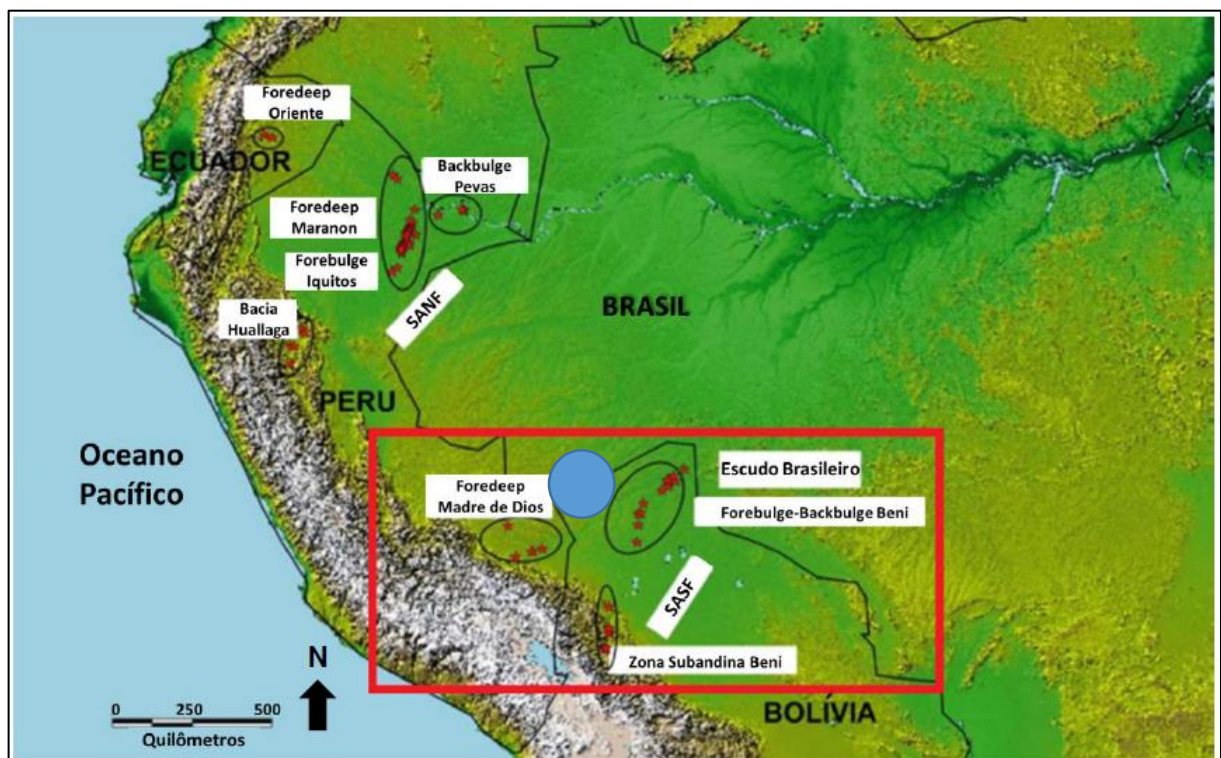 Foredeep
Oriente
ECUADOR
Backbulge
Pevas
Foredeep
Maranon
Forebulge
Iquitos
SANF
BRASIL
Bacia
Huallaga
PERU
Oceano
Pacífico
Foredeep
Madre de Dios
Escudo Brasileiro
Forebulge-Backbulge Beni
SASF
Zona Subandina Beni
N
BOLÍVIA
0 250 500
Quilômetros